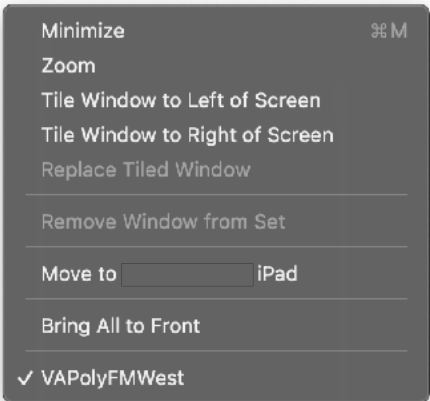 Minimize ⌘M
Zoom
Tile Window to Left of Screen
Tile Window to Right of Screen
Replace Tiled Window
Remove Window from Set
Move to iPad
Bring All to Front
✓ VAPolyFMWest